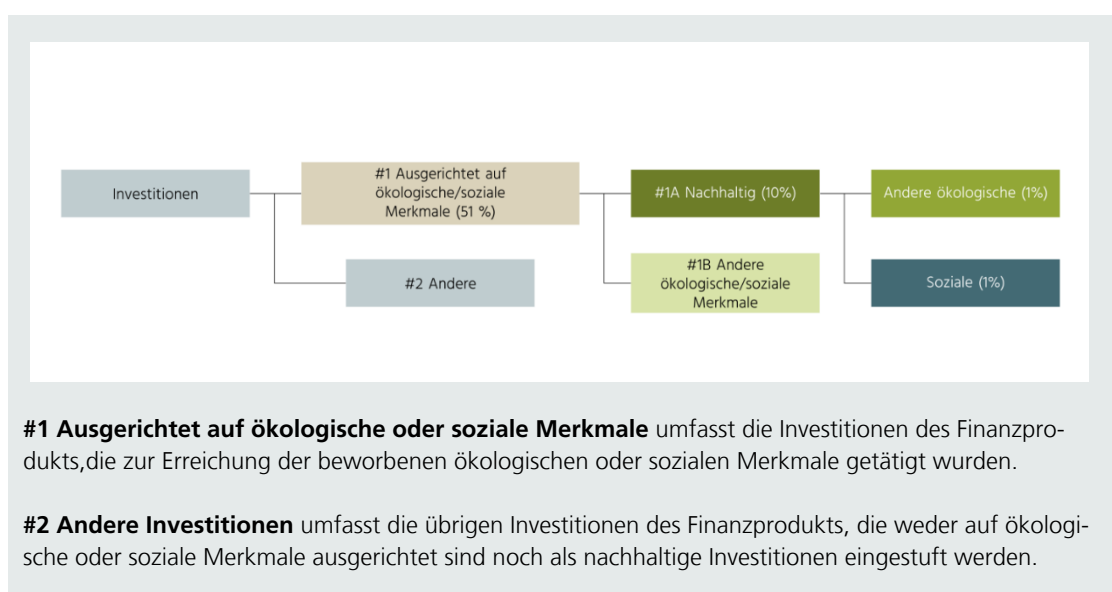 Investitionen
#1 Ausgerichtet auf
ökologische/soziale
Merkmale (51 %)
#1A Nachhaltig (10%)
Andere ökologische (1%)
#2 Andere
#1B Andere
ökologische/soziale
Merkmale
Soziale (1%)
#1 Ausgerichtet auf ökologische oder soziale Merkmale umfasst die Investitionen des Finanzpro-
dukts,die zur Erreichung der beworbenen ökologischen oder sozialen Merkmale getätigt wurden.
#2 Andere Investitionen umfasst die übrigen Investitionen des Finanzprodukts, die weder auf ökologi-
sche oder soziale Merkmale ausgerichtet sind noch als nachhaltige Investitionen eingestuft werden.